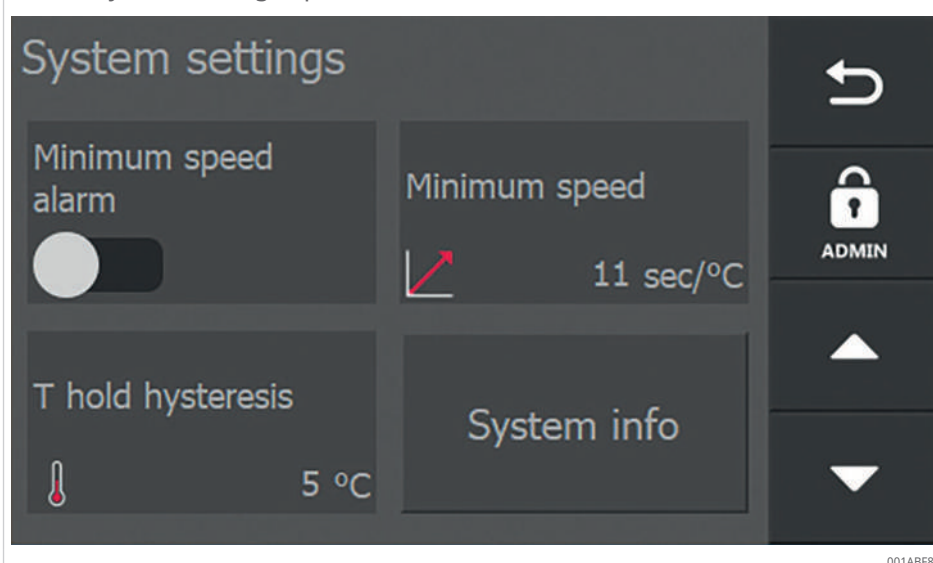 System settings
Minimum speed
alarm
Minimum speed
11 sec/°C
T hold hysteresis
5 °C
System info
ADMIN